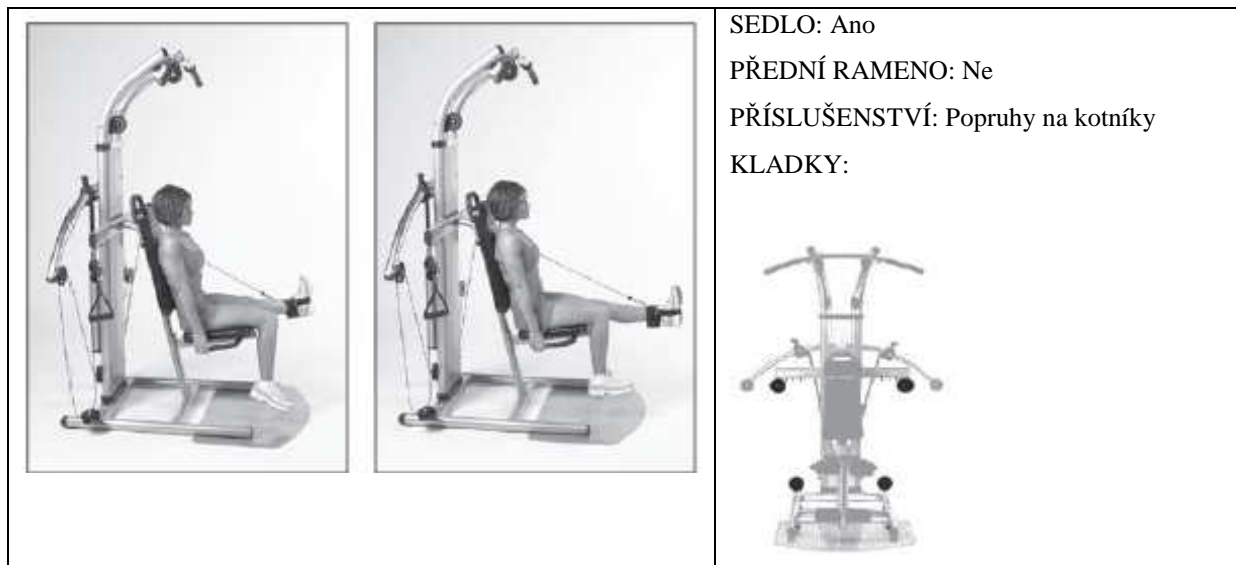 SEDLO: Ano
PŘEDNÍ RAMENO: Ne
PŘÍSLUŠENSTVÍ: Popruhy na kotníky
KLADKY: